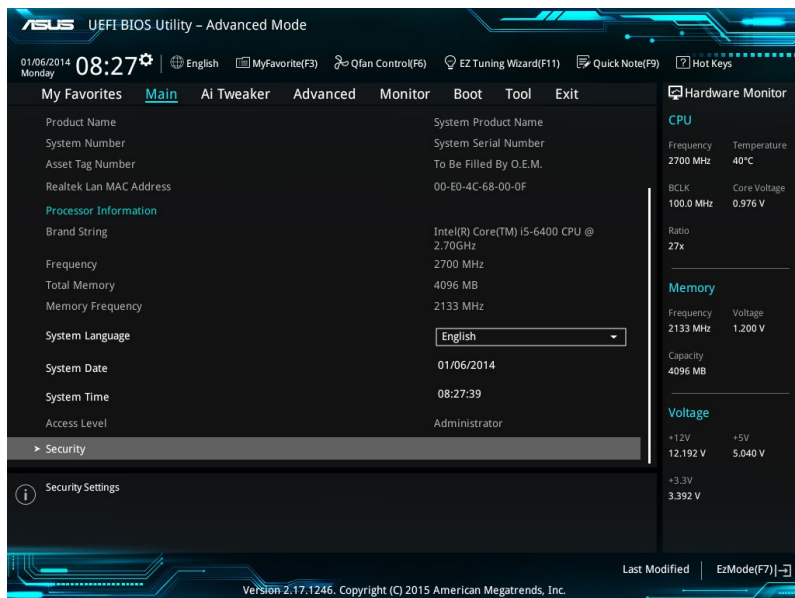 ASUS UEFI BIOS Utility – Advanced Mode
01/06/2014 Monday 08:27 English MyFavorite(F3) Qfan Control(F6) EZ Tuning Wizard(F11) Quick Note(F9) ? Hot Keys
My Favorites Main Ai Tweaker Advanced Monitor Boot Tool Exit
Product Name System Product Name
System Number System Serial Number
Asset Tag Number To Be Filled By O.E.M.
Realtek Lan MAC Address 00-E0-4C-68-00-0F
Processor Information
Brand String Intel(R) Core(TM) i5-6400 CPU @
2.70GHz
Frequency 2700 MHz
Total Memory 4096 MB
Memory Frequency 2133 MHz
System Language English
System Date 01/06/2014
System Time 08:27:39
Access Level Administrator
> Security
i Security Settings
Hardware Monitor
CPU
Frequency Temperature
2700 MHz 40°C
BCLK Core Voltage
100.0 MHz 0.976 V
Ratio
27x
Memory
Frequency Voltage
2133 MHz 1.200 V
Capacity
4096 MB
Voltage
+12V +5V
12.192 V 5.040 V
+3.3V
3.392 V
Last Modified EzMode(F7)
Version 2.17.1246. Copyright (C) 2015 American Megatrends, Inc.